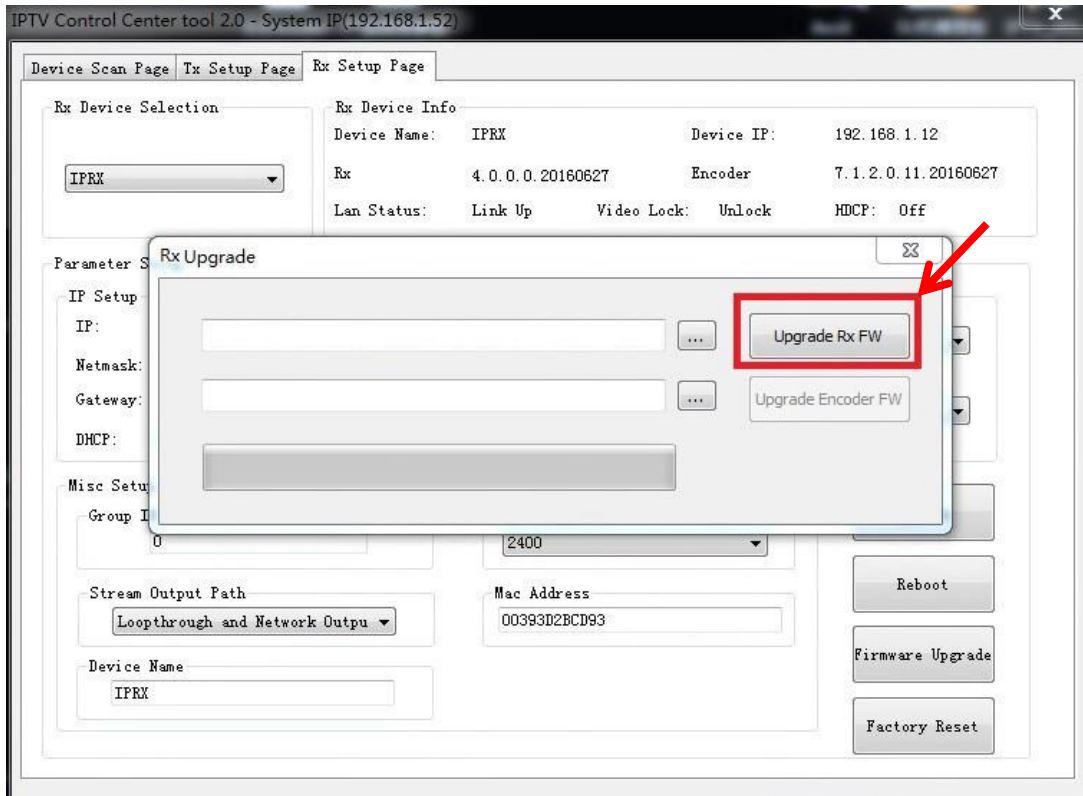 IPTV Control Center tool 2.0 - System IP(192.168.1.52)
x
Device Scan Page Tx Setup Page Rx Setup Page
Rx Device Selection
IPRX
Rx Device Info
Device Name: IPRX Device IP: 192.168.1.12
Rx 4.0.0.0.20160627 Encoder 7.1.2.0.11.20160627
Lan Status: Link Up Video Lock: Unlock HDCP: Off
Rx Upgrade
... Upgrade Rx FW
... Upgrade Encoder FW
Parameter S
IP Setup
IP:
Netmask:
Gateway:
DHCP:
Misc Setu
Group I
0
2400
Stream Output Path
Loopthrough and Network Outpu
Mac Address
00393D2BCD93
Device Name
IPRX
Reboot
Firmware Upgrade
Factory Reset